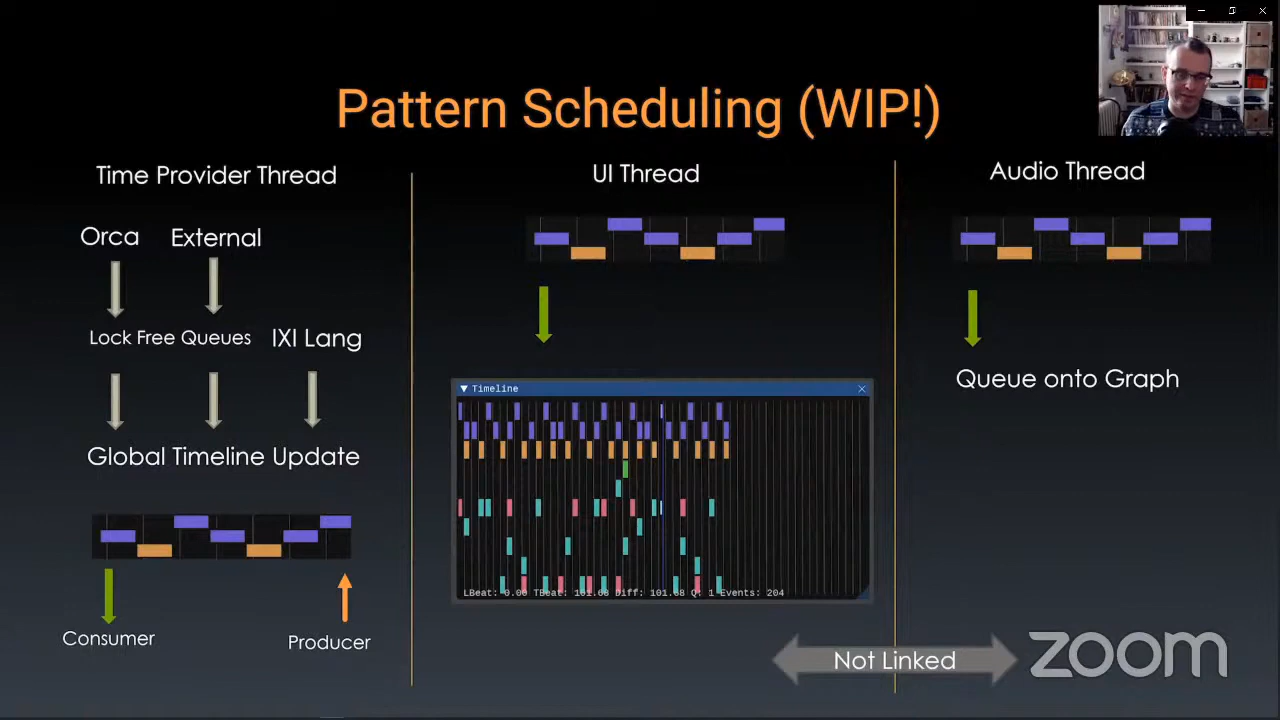 Pattern Scheduling (WIP!)
Time Provider Thread
Orca
External
Lock Free Queues
IXI Lang
Global Timeline Update
Consumer
Producer
UI Thread
Timeline
LBeat: 0.00 TBeat: 101.68 Diff: 101.68 Q: 1 Events: 204
Audio Thread
Queue onto Graph
Not Linked
zoom